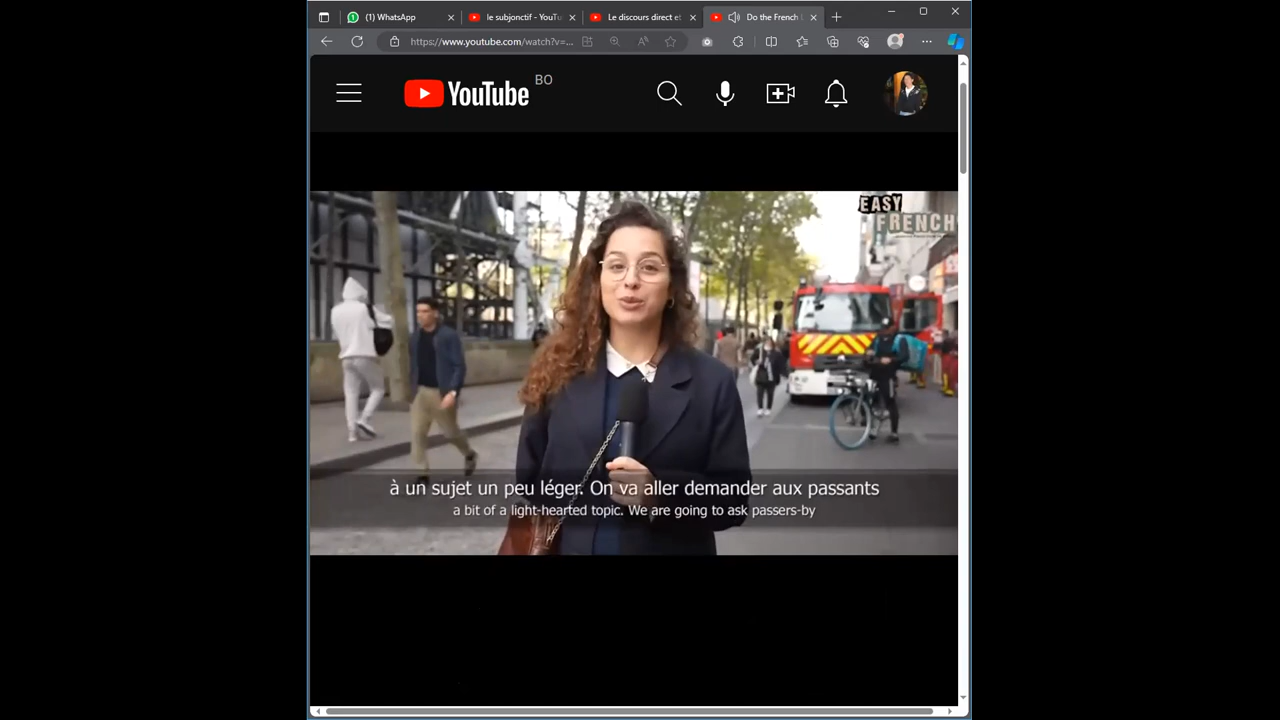 (1) WhatsApp
le subjonctif - YouTu
Le discours direct et
Do the French
https://www.youtube.com/watch?v=...
YouTube BO
EASY
FRENCH
à un sujet un peu léger. On va aller demander aux passants
a bit of a light-hearted topic. We are going to ask passers-by